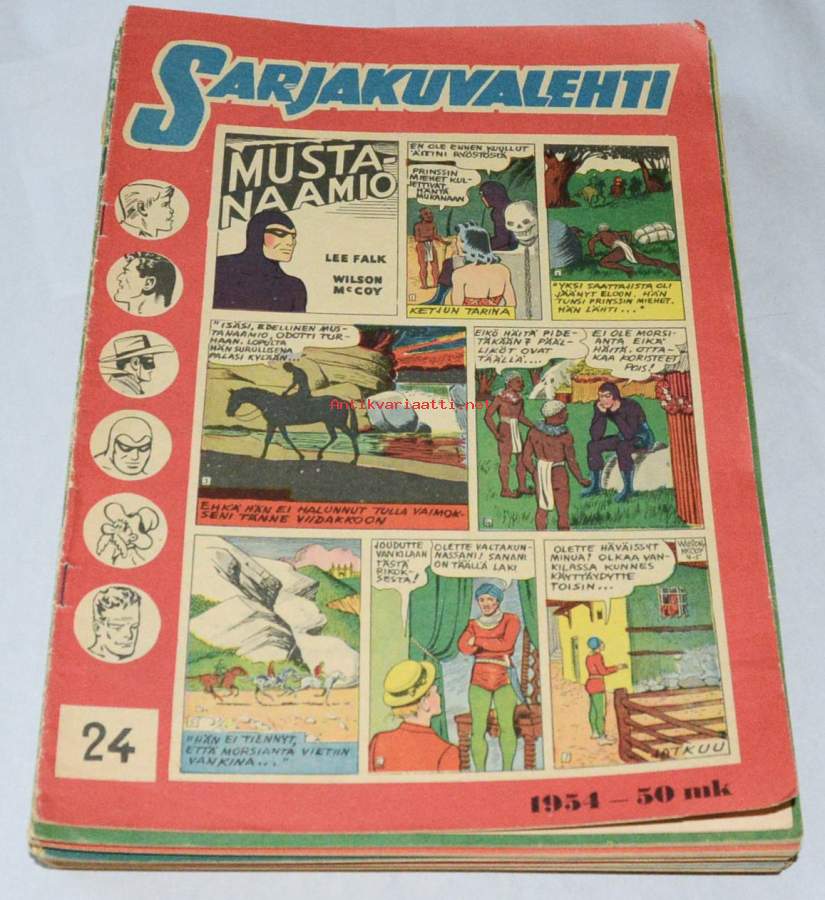 SARJAKUVALEHTI
MUSTA-
NAAMIO
LEE FALK
WILSON
McCOY
EN OLE ENNEN KUULLUT
ÄITINI RYÖSTÖSTÄ
PRINSSIN
MIEHET KUL-
JETTIVAT
HÄNTÄ
MUKANAAN
KETJUN TARINA
"YKSI SAATTAJISTA OLI
JÄÄNYT ELOON. HÄN
TUNSI PRINSSIN MIEHET.
HÄN LÄHTI..."
"ISÄSI, EDELLINEN MUS-
TANAAMIO, ODOTTI TUR-
HAAN. LOPULTA
HÄN SURULLISENA
PALASI KYLÄÄN..."
3
EHKÄ HÄN EI HALUNNUT TULLA VAIMOK-
SENI TÄNNE VIIDAKKOON
EIKÖ HÄITÄ PIDE-
TÄKÄÄN? PÄÄL-
LIKÖT OVAT
TÄÄLLÄ....
EI OLE MORSI-
ANTA EIKÄ
HÄITÄ. OTTA-
KAA KORISTEET
POIS!
Antikvariaatti.net
"HÄN EI TIENNYT,
ETTÄ MORSIANTA VIETIIN
VANKINA..."
JOUDUTTE
VANKILAAN
TÄSTÄ
RIKOK-
SESTA!
OLETTE VALTAKUN-
NASSANI! SANANI
ON TÄÄLLÄ LAKI
OLETTE HÄVÄISSYT
MINUA! OLKAA VAN-
KILASSA KUNNES
KÄYTTÄYDYTTE
TOISIN...
WILSON
McCOY
JATKUU
24
1954 — 50 mk